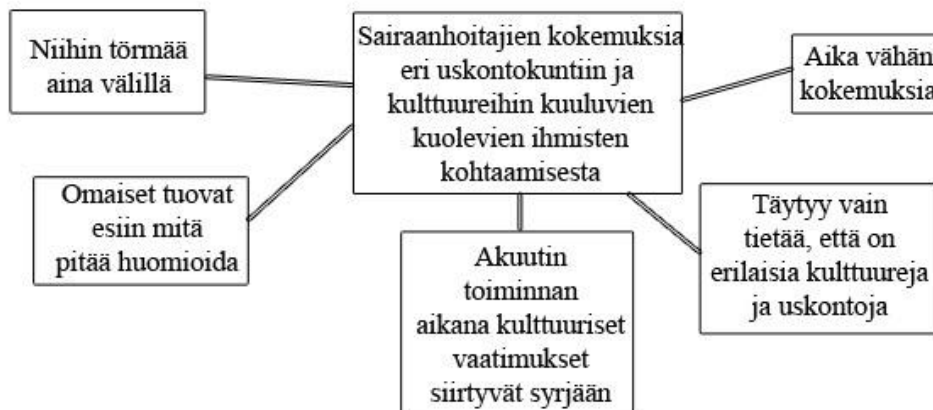 Niihin törmää
aina välillä
Sairaanhoitajien kokemuksia
eri uskontokuntiin ja
kulttuureihin kuuluvien
kuolevien ihmisten
kohtaamisesta
Aika vähän
kokemuksia
Omaiset tuovat
esiin mitä
pitää huomioida
Akuutin
toiminnan
aikana kulttuuriset
vaatimukset
siirtyvät syrjään
Täytyy vain
tietää, että on
erilaisia kulttuureja
ja uskontoja